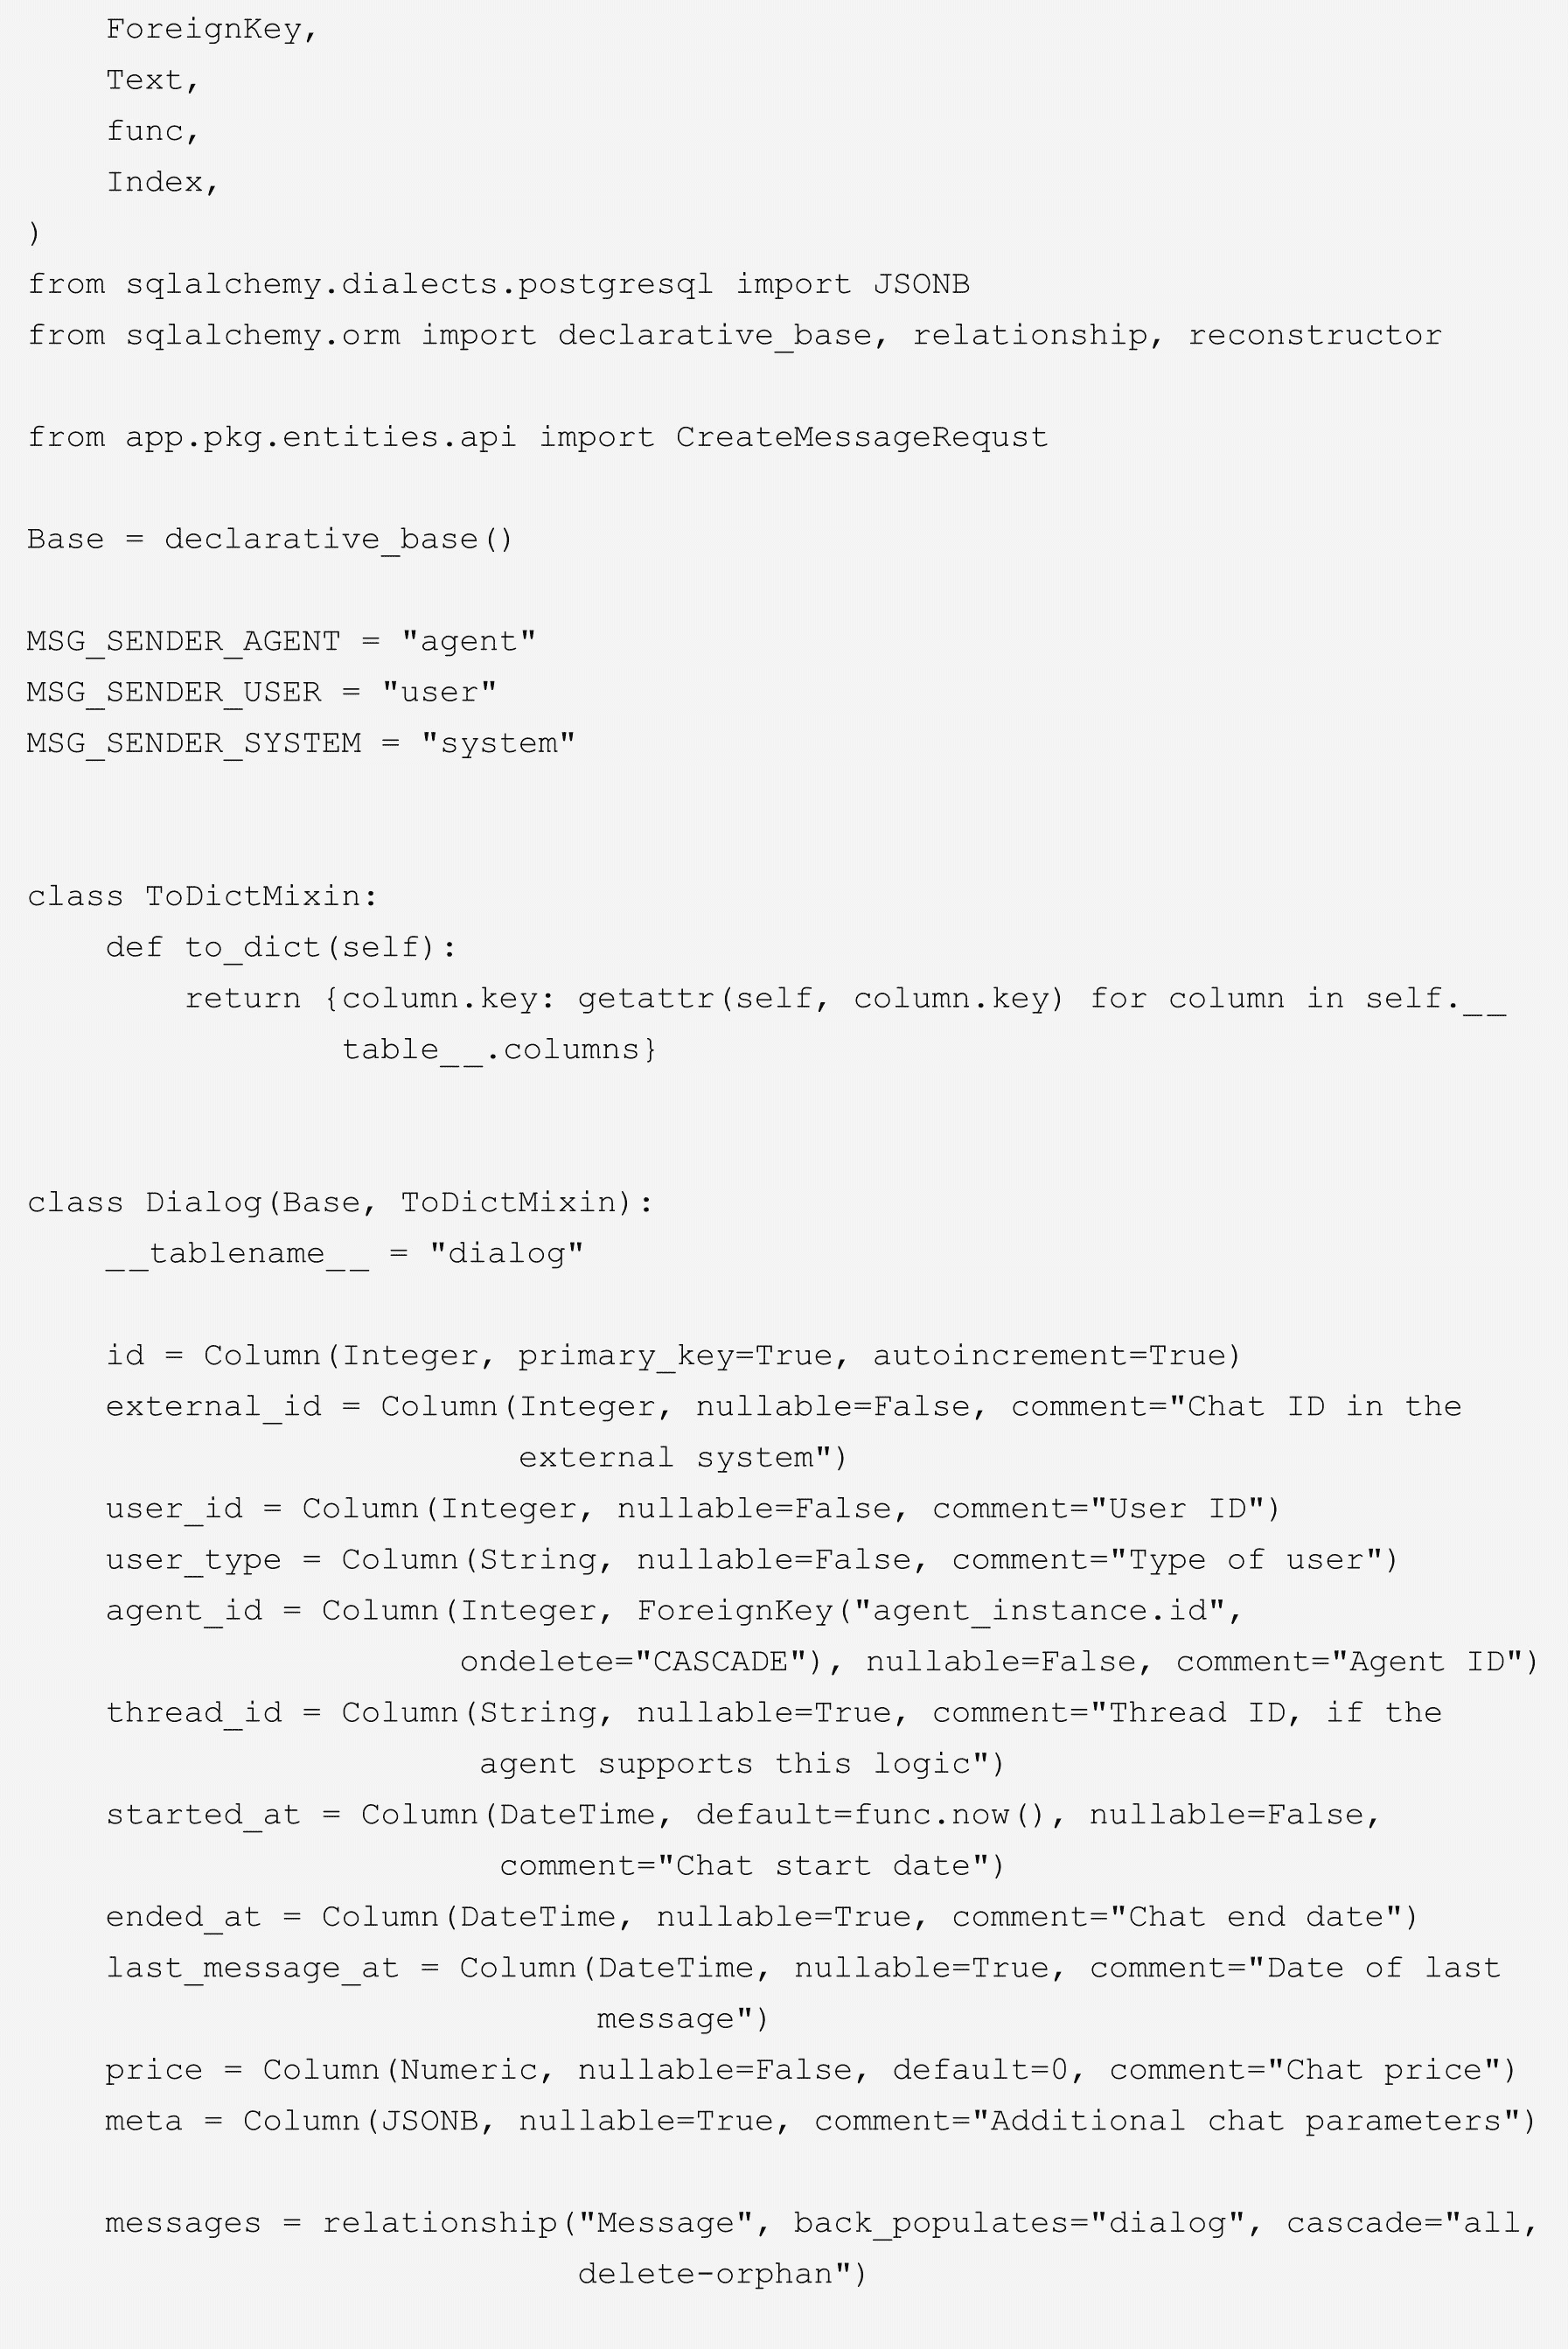 ForeignKey,
Text,
func,
Index,
)
from sqlalchemy.dialects.postgresql import JSONB
from sqlalchemy.orm import declarative_base, relationship, reconstructor
from app.pkg.entities.api import CreateMessageRequst
Base = declarative_base()
MSG_SENDER_AGENT = "agent"
MSG_SENDER_USER = "user"
MSG_SENDER_SYSTEM = "system"
class ToDictMixin:
def to_dict(self):
return {column.key: getattr(self, column.key) for column in self.__
table__.columns}
class Dialog(Base, ToDictMixin):
__tablename__ = "dialog"
id = Column(Integer, primary_key=True, autoincrement=True)
external_id = Column(Integer, nullable=False, comment="Chat ID in the
external system")
user_id = Column(Integer, nullable=False, comment="User ID")
user_type = Column(String, nullable=False, comment="Type of user")
agent_id = Column(Integer, ForeignKey("agent_instance.id",
ondelete="CASCADE"), nullable=False, comment="Agent ID")
thread_id = Column(String, nullable=True, comment="Thread ID, if the
agent supports this logic")
started_at = Column(DateTime, default=func.now(), nullable=False,
comment="Chat start date")
ended_at = Column(DateTime, nullable=True, comment="Chat end date")
last_message_at = Column(DateTime, nullable=True, comment="Date of last
message")
price = Column(Numeric, nullable=False, default=0, comment="Chat price")
meta = Column(JSONB, nullable=True, comment="Additional chat parameters")
messages = relationship("Message", back_populates="dialog", cascade="all,
delete-orphan")